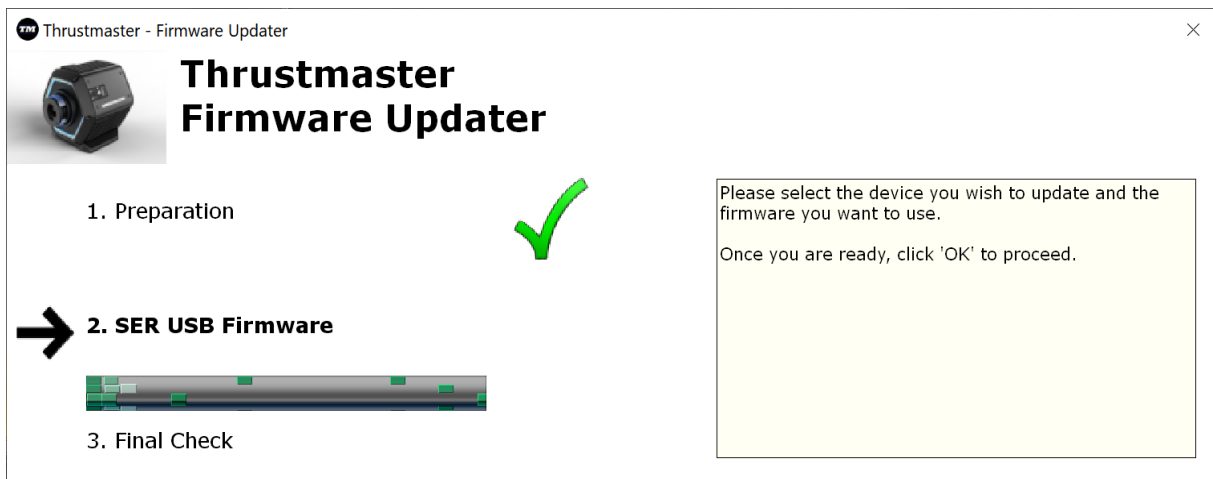 TM Thrustmaster - Firmware Updater
Thrustmaster
Firmware Updater
1. Preparation
Please select the device you wish to update and the
firmware you want to use.
Once you are ready, click 'OK' to proceed.
2. SER USB Firmware
3. Final Check